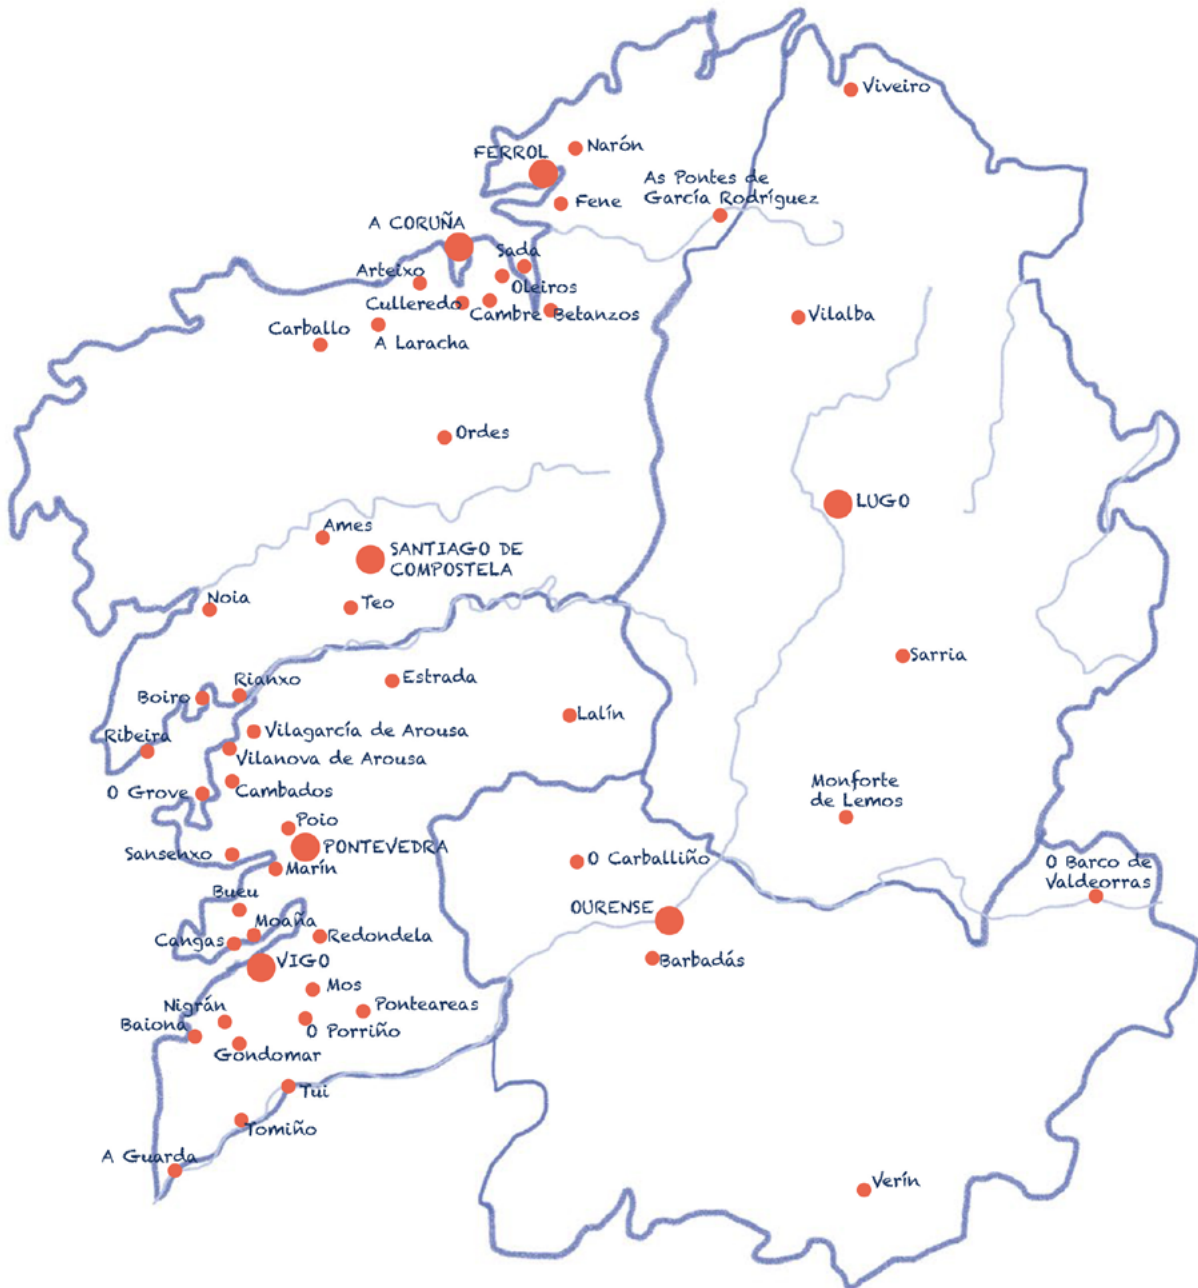 Viveiro
Narón
FERROL
As Pontes de
García Rodríguez
Fene
A CORUÑA
Sada
Arteixo
Oleiros
Culleredo
Cambre
Betanzos
Vilalba
Carballo
A Laracha
Ordes
LUGO
Ames
SANTIAGO DE
COMPOSTELA
Noia
Teo
Sarria
Rianxo
Estrada
Boiro
Lalín
Ribeira
Vilagarcía de Arousa
Vilanova de Arousa
O Grove
Cambados
Monforte
de Lemos
Poio
PONTEVEDRA
Sansenxo
Marín
O Carballiño
O Barco de
Valdeorras
Bueu
OURENSE
Moaña
Cangas
Redondela
VIGO
Barbadás
Mos
Nigrán
Ponteareas
Baiona
O Porriño
Gondomar
Tui
Tomiño
A Guarda
Verín